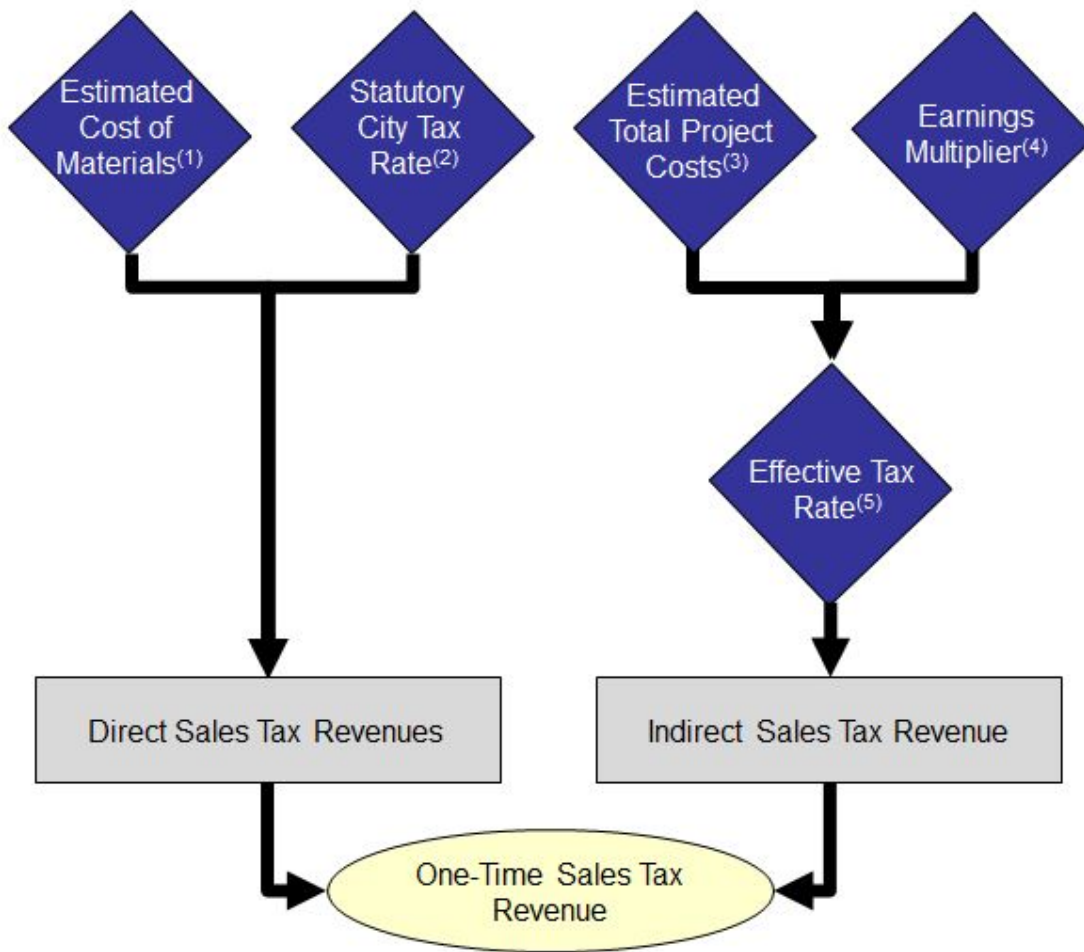 Estimated
Cost of
Materials(1)
Statutory
City Tax
Rate(2)
Estimated
Total Project
Costs(3)
Earnings
Multiplier(4)
Effective Tax
Rate(5)
Direct Sales Tax Revenues
Indirect Sales Tax Revenue
One-Time Sales Tax
Revenue